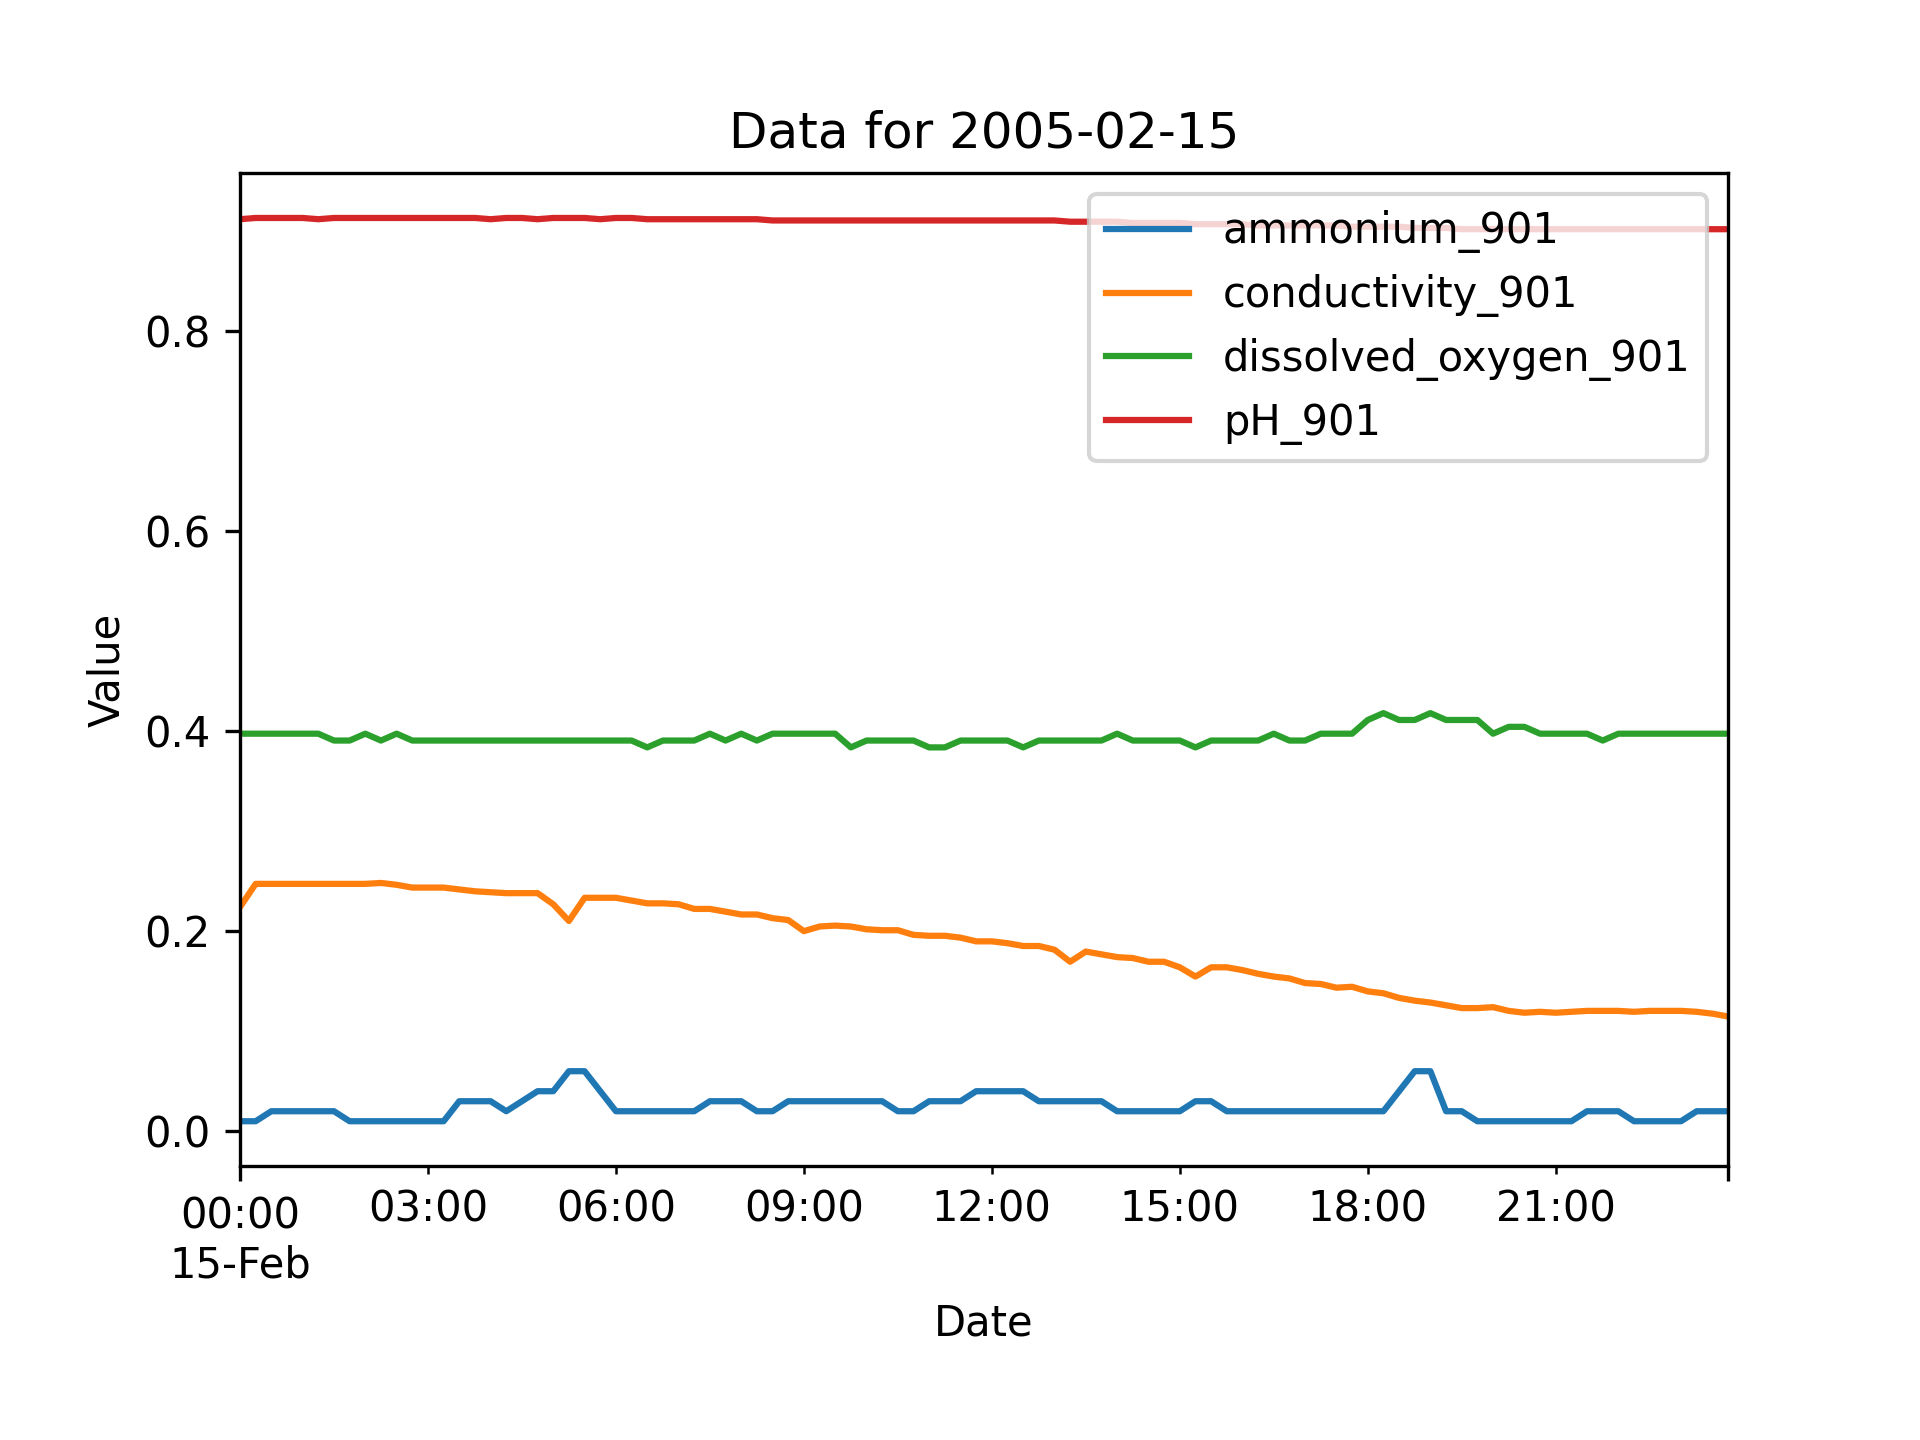 Data for 2005-02-15
ammonium_901
conductivity_901
dissolved_oxygen_901
pH_901
0.8
0.6
0.4
0.2
0.0
Value
00:00 03:00 06:00 09:00 12:00 15:00 18:00 21:00
15-Feb
Date